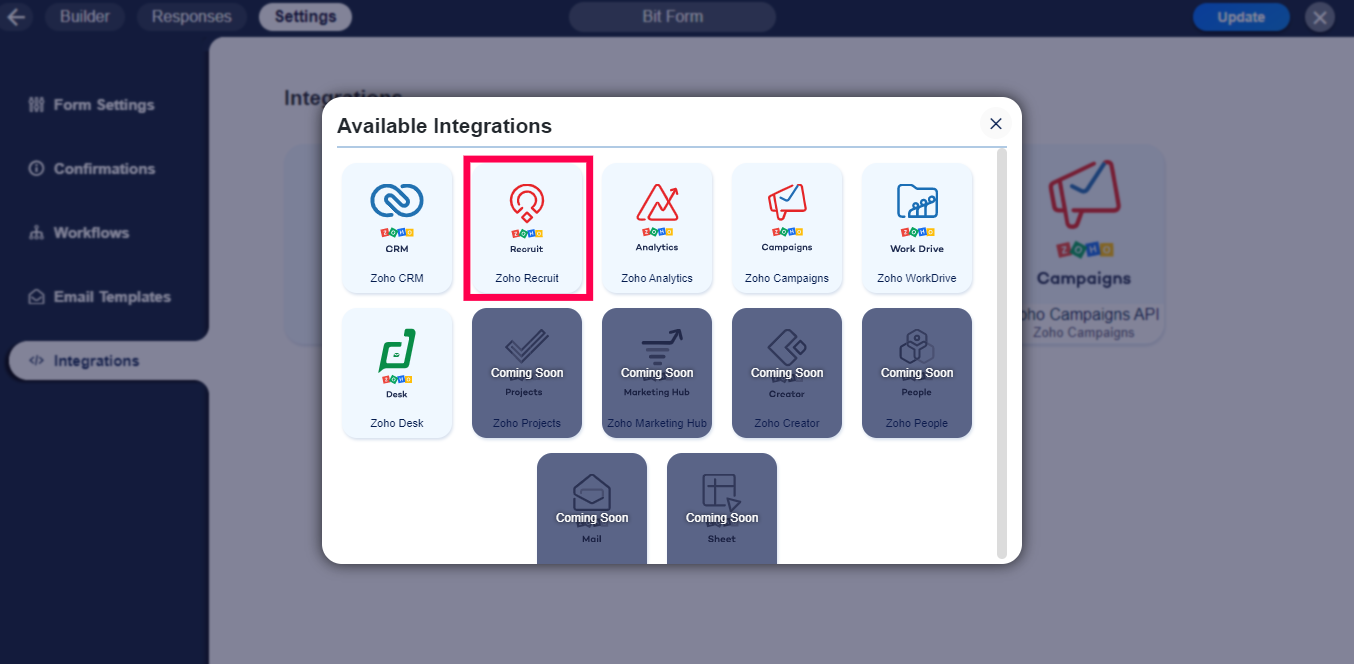 Builder
Responses
Settings
Bit Form
Update
Form Settings
Confirmations
Workflows
Email Templates
Integrations
Integrations
Available Integrations
ZOHO
CRM
Zoho CRM
ZOHO
Recruit
Zoho Recruit
ZOHO
Analytics
Zoho Analytics
ZOHO
Campaigns
Zoho Campaigns
ZOHO
Work Drive
Zoho WorkDrive
ZOHO
Desk
Zoho Desk
Coming Soon
Projects
Zoho Projects
Coming Soon
Marketing Hub
Zoho Marketing Hub
Coming Soon
Creator
Zoho Creator
Coming Soon
People
Zoho People
Coming Soon
Mail
Coming Soon
Sheet
ZOHO
Campaigns
oho Campaigns API
Zoho Campaigns